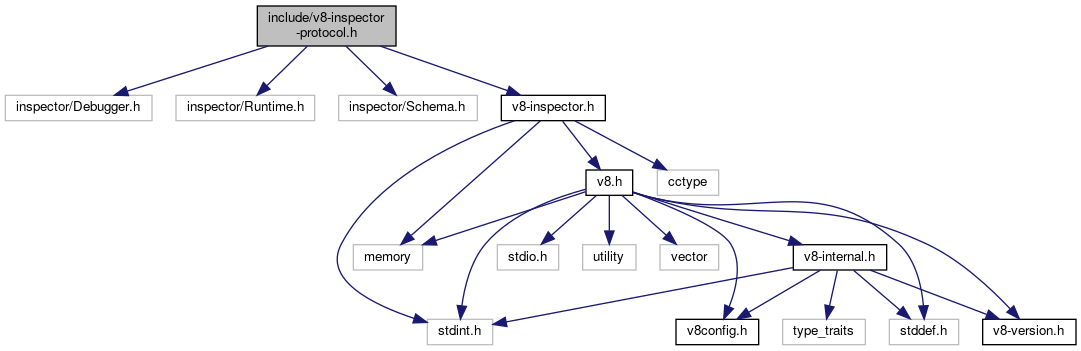 include/v8-inspector
-protocol.h
inspector/Debugger.h
inspector/Runtime.h
inspector/Schema.h
v8-inspector.h
v8.h
cctype
memory
stdio.h
utility
vector
v8-internal.h
stdint.h
v8config.h
type_traits
stddef.h
v8-version.h